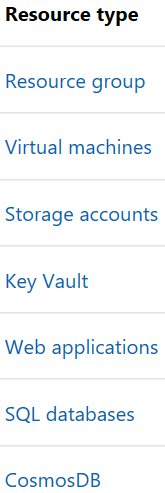 Resource type
Resource group
Virtual machines
Storage accounts
Key Vault
Web applications
SQL databases
CosmosDB